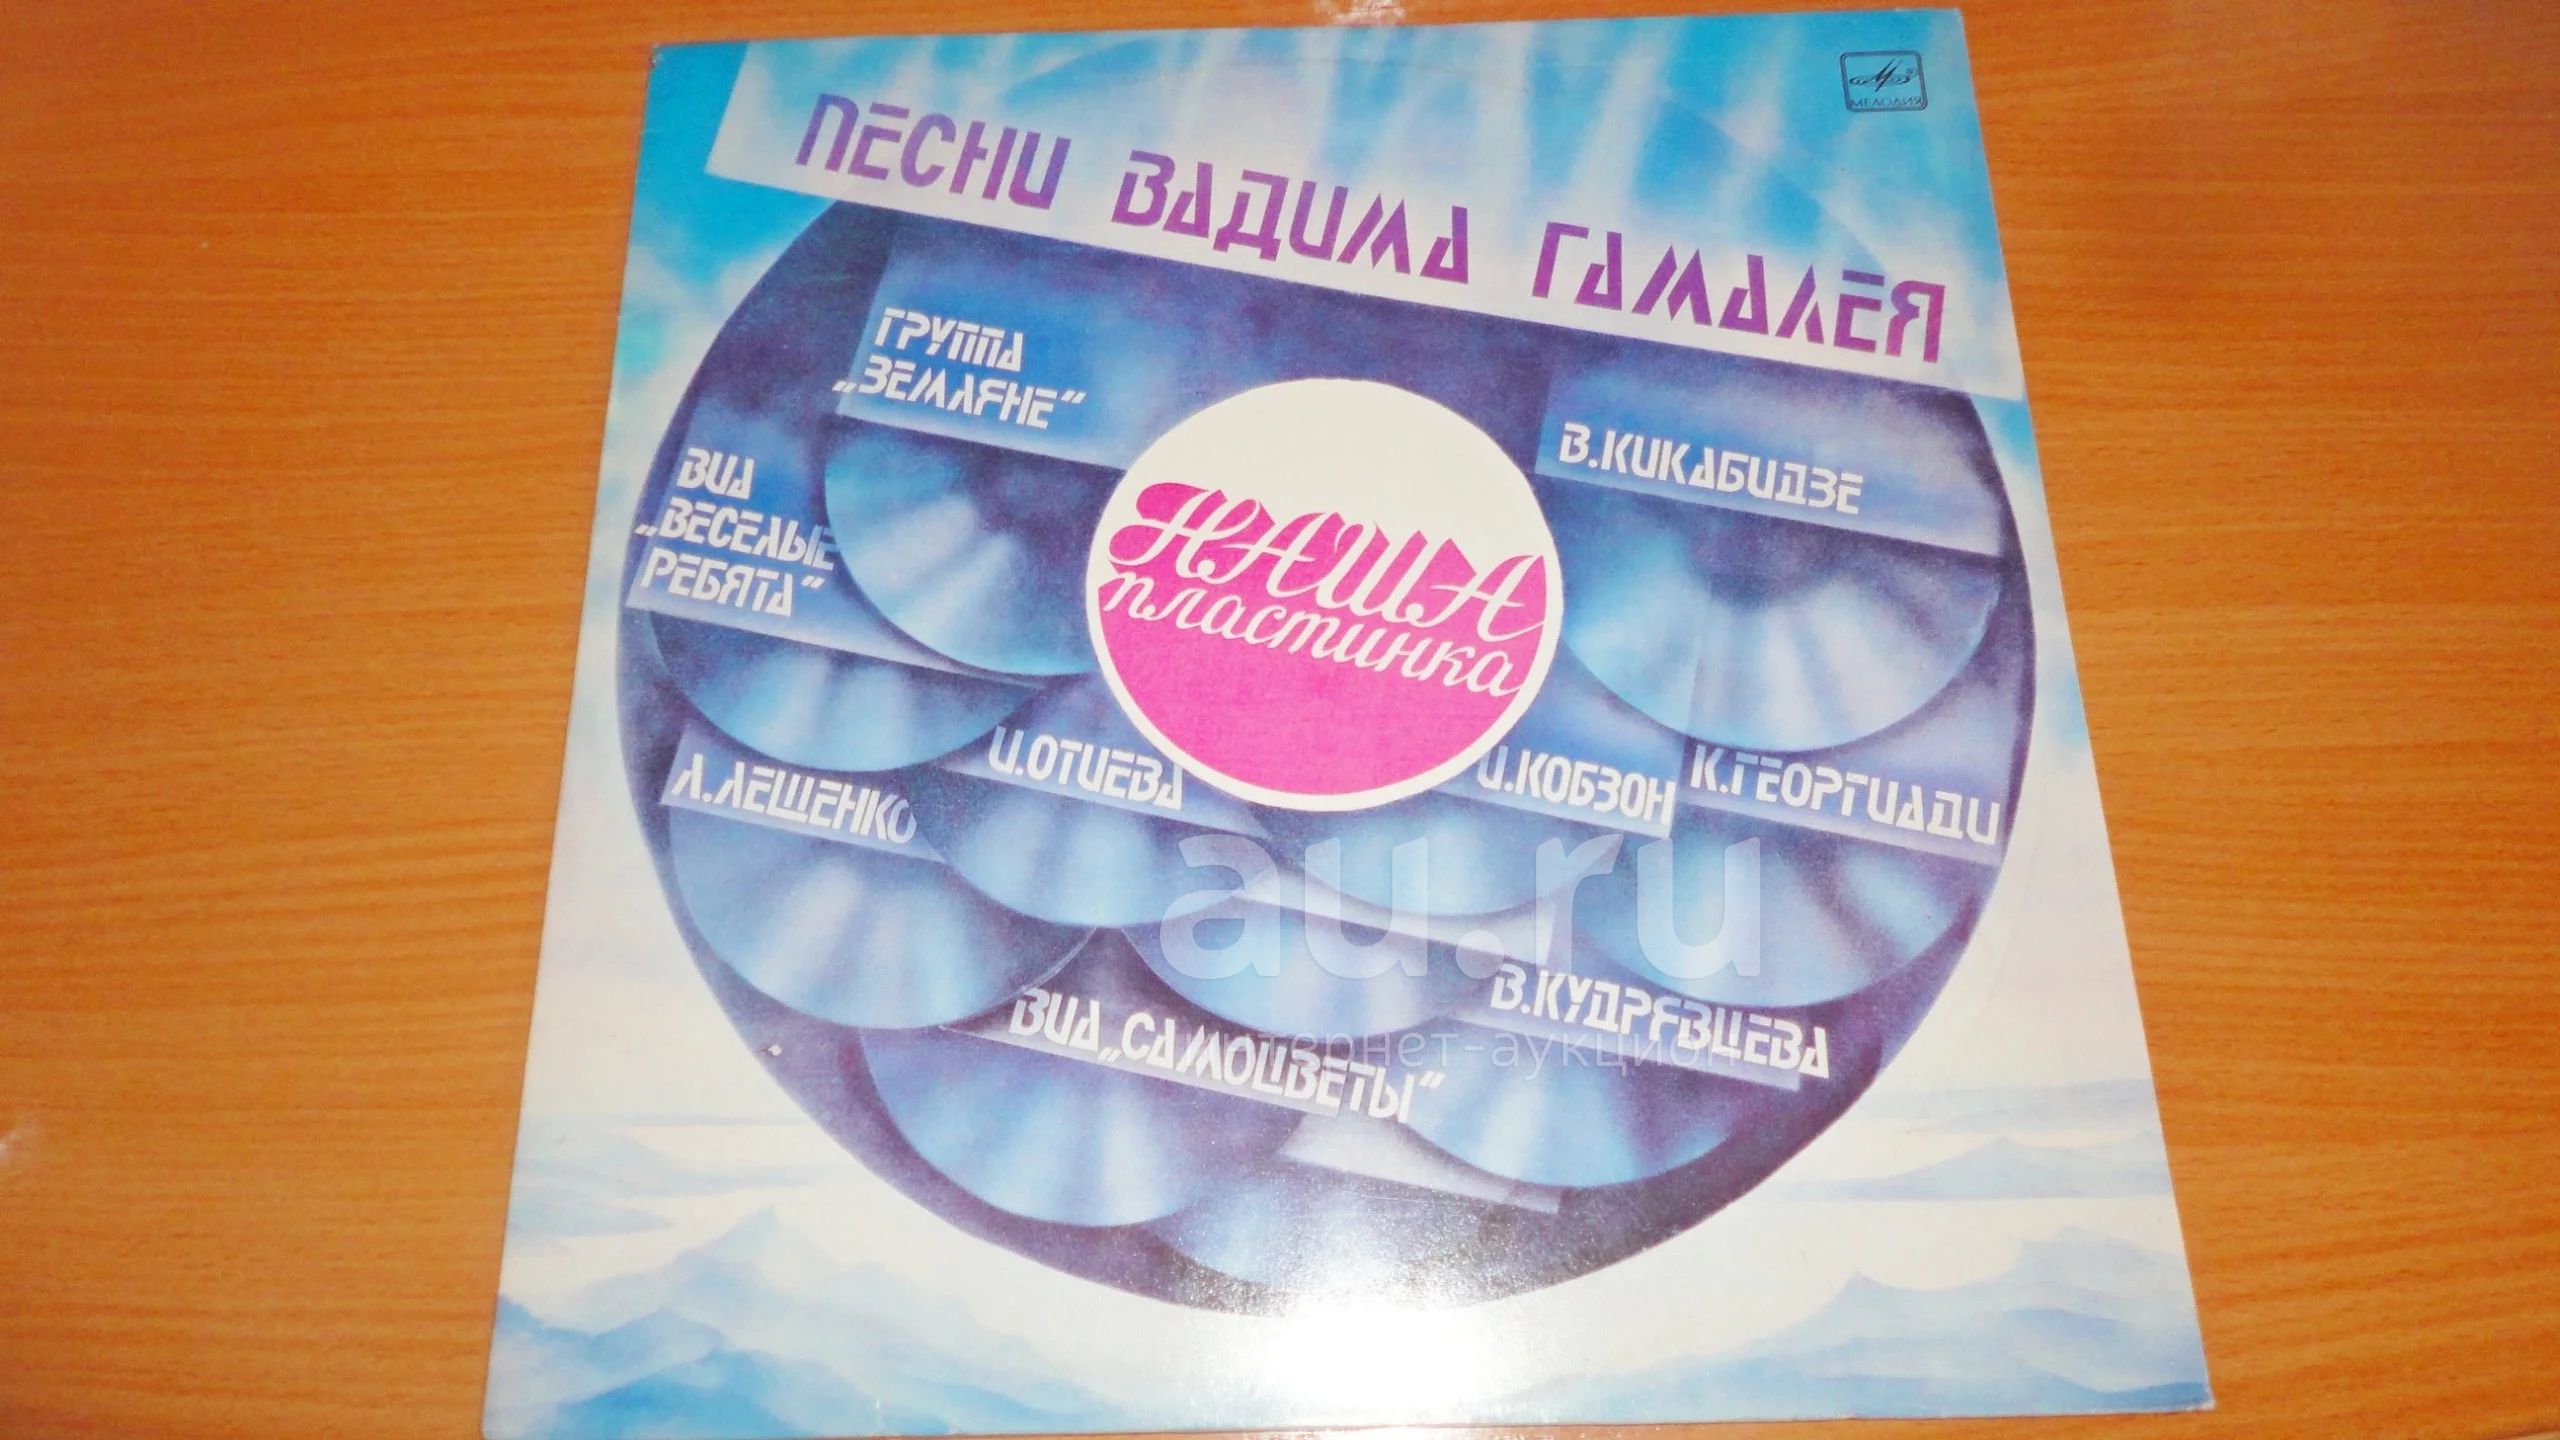 МЕЛОДИЯ
ПЕСНИ ВАДИМА ГАМАЛЕЯ
ГРУППА
„ЗЕМЛЯНЕ“
В.КИКАБИДЗЕ
ВИА
„ВЕСЕЛЫЕ
РЕБЯТА“
НАША
пластинка
Л.ЛЕЩЕНКО
И.ОТИЕВА
И.КОБЗОН
К.ГЕОРГИАДИ
au.ru
интернет-аукцион
В.КУДРЯВЦЕВА
ВИА „САМОЦВЕТЫ“